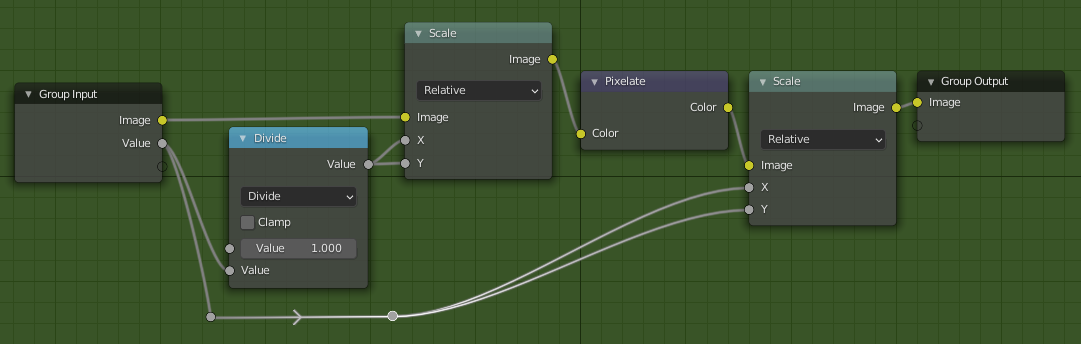 Group Input
Image
Value
Divide
Value
Divide
Clamp
Value 1.000
Value
Scale
Image
Relative
Image
X
Y
Pixelate
Color
Color
Scale
Image
Relative
Image
X
Y
Group Output
Image